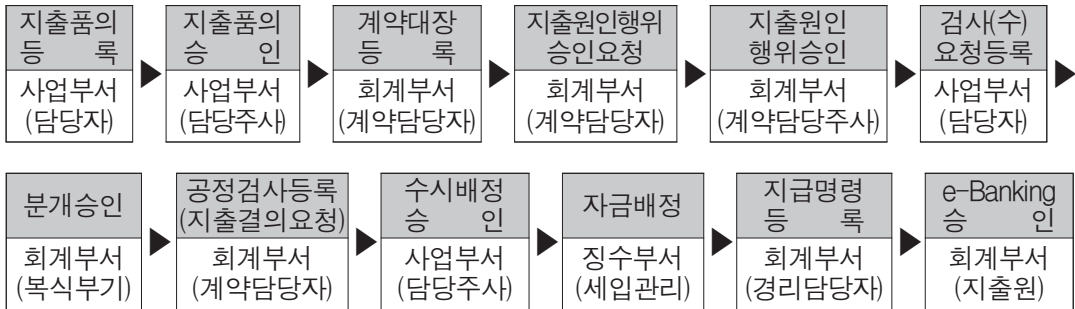 지출품의
등 록
사업부서
(담당자)
지출품의
승 인
사업부서
(담당주사)
계약대장
등 록
회계부서
(계약담당자)
지출원인행위
승인요청
회계부서
(계약담당자)
지출원인
행위승인
회계부서
(계약담당주사)
검사(수)
요청등록
사업부서
(담당자)
분개승인
회계부서
(복식부기)
공정검사등록
(지출결의요청)
회계부서
(계약담당자)
수시배정
승 인
사업부서
(담당주사)
자금배정
징수부서
(세입관리)
지급명령
등 록
회계부서
(경리담당자)
e-Banking
승 인
회계부서
(지출원)